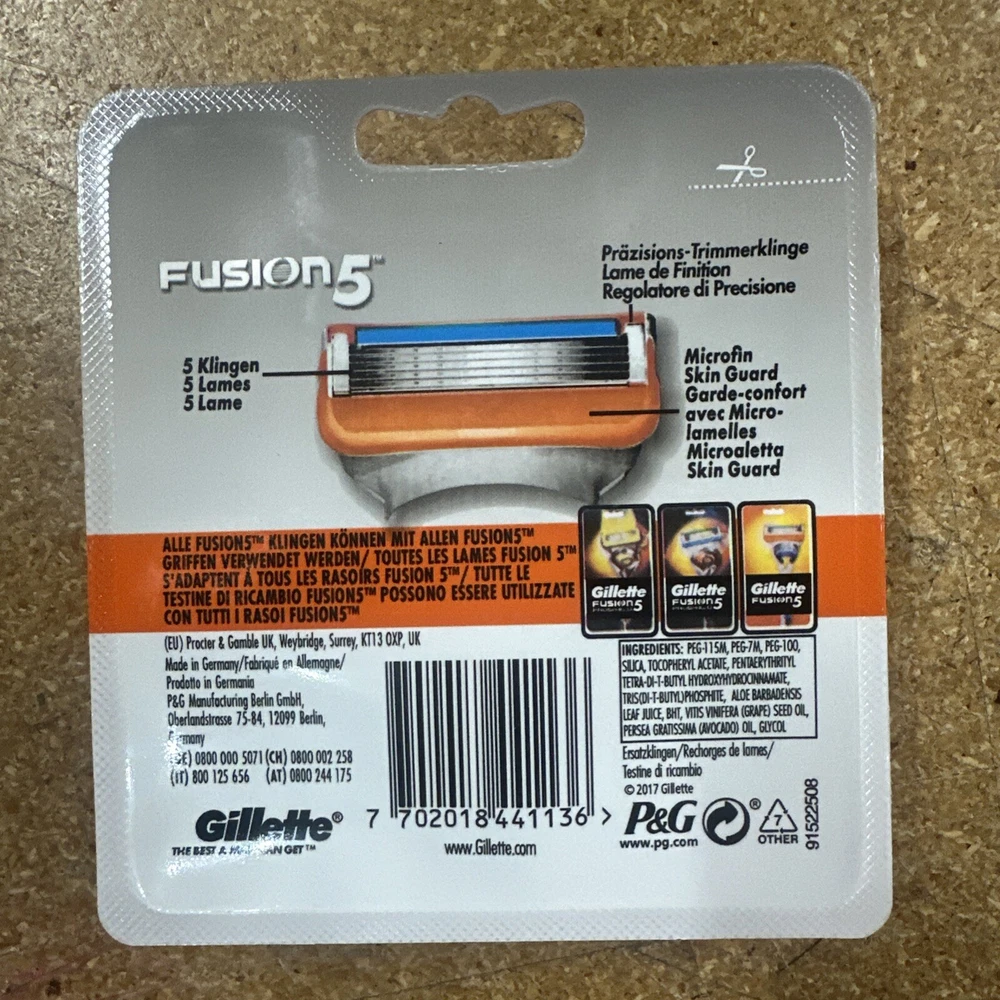 FUSION5™
Präzisions-Trimmerklinge
Lame de Finition
Regolatore di Precisione
5 Klingen
5 Lames
5 Lame
Microfin
Skin Guard
Garde-confort
avec Micro-
lamelles
Microaletta
Skin Guard
ALLE FUSION5™ KLINGEN KÖNNEN MIT ALLEN FUSION5™
GRIFFEN VERWENDET WERDEN/ TOUTES LES LAMES FUSION 5™
S'ADAPTENT À TOUS LES RASOIRS FUSION 5™/ TUTTE LE
TESTINE DI RICAMBIO FUSION5™ POSSONO ESSERE UTILIZZATE
CON TUTTI I RASOI FUSION5™
Gillette
FUSION5
Gillette
FUSION5
Gillette
FUSION5
(EU) Procter & Gamble UK, Weybridge, Surrey, KT13 0XP, UK
Made in Germany/Fabriqué en Allemagne/
Prodotto in Germania
P&G Manufacturing Berlin GmbH,
Oberlandstrasse 75-84, 12099 Berlin,
0800 000 5071 (CH) 0800 002 258
(IT) 800 125 656 (AT) 0800 244 175
INGREDIENTS: PEG-115M, PEG-7M, PEG-100,
SILICA, TOCOPHERYL ACETATE, PENTAERYTHRITYL
TETRA-DI-T-BUTYL HYDROXYHYDROCINNAMATE,
TRIS(DI-T-BUTYL)PHOSPHITE, ALOE BARBADENSIS
LEAF JUICE, BHT, VITIS VINIFERA (GRAPE) SEED OIL,
PERSEA GRATISSIMA (AVOCADO) OIL, GLYCOL
Ersatzklingen/Recharges de lames/
Testine di ricambio
© 2017 Gillette
Gillette®
THE BEST A MAN CAN GET™
7 702018 441136 >
www.Gillette.com
P&G
www.pg.com
®
7
OTHER
91522508